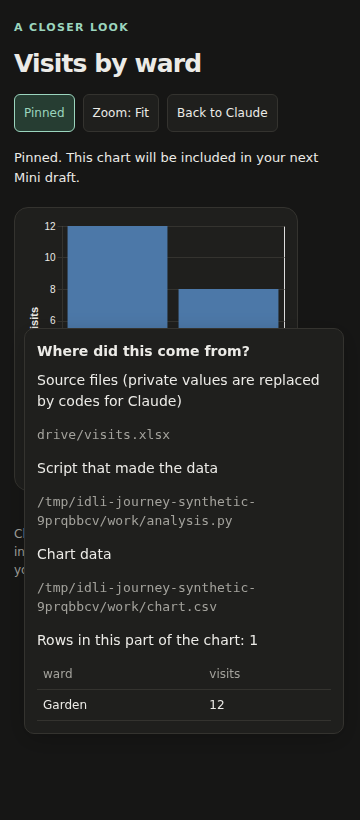 A CLOSER LOOK
Visits by ward
Pinned
Zoom: Fit
Back to Claude
Pinned. This chart will be included in your next
Mini draft.
12
10
8
6
Where did this come from?
Source files (private values are replaced
by codes for Claude)
drive/visits.xlsx
Script that made the data
/tmp/idli-journey-synthetic-
9prqbbcv/work/analysis.py
Chart data
/tmp/idli-journey-synthetic-
9prqbbcv/work/chart.csv
Rows in this part of the chart: 1
ward visits
Garden 12